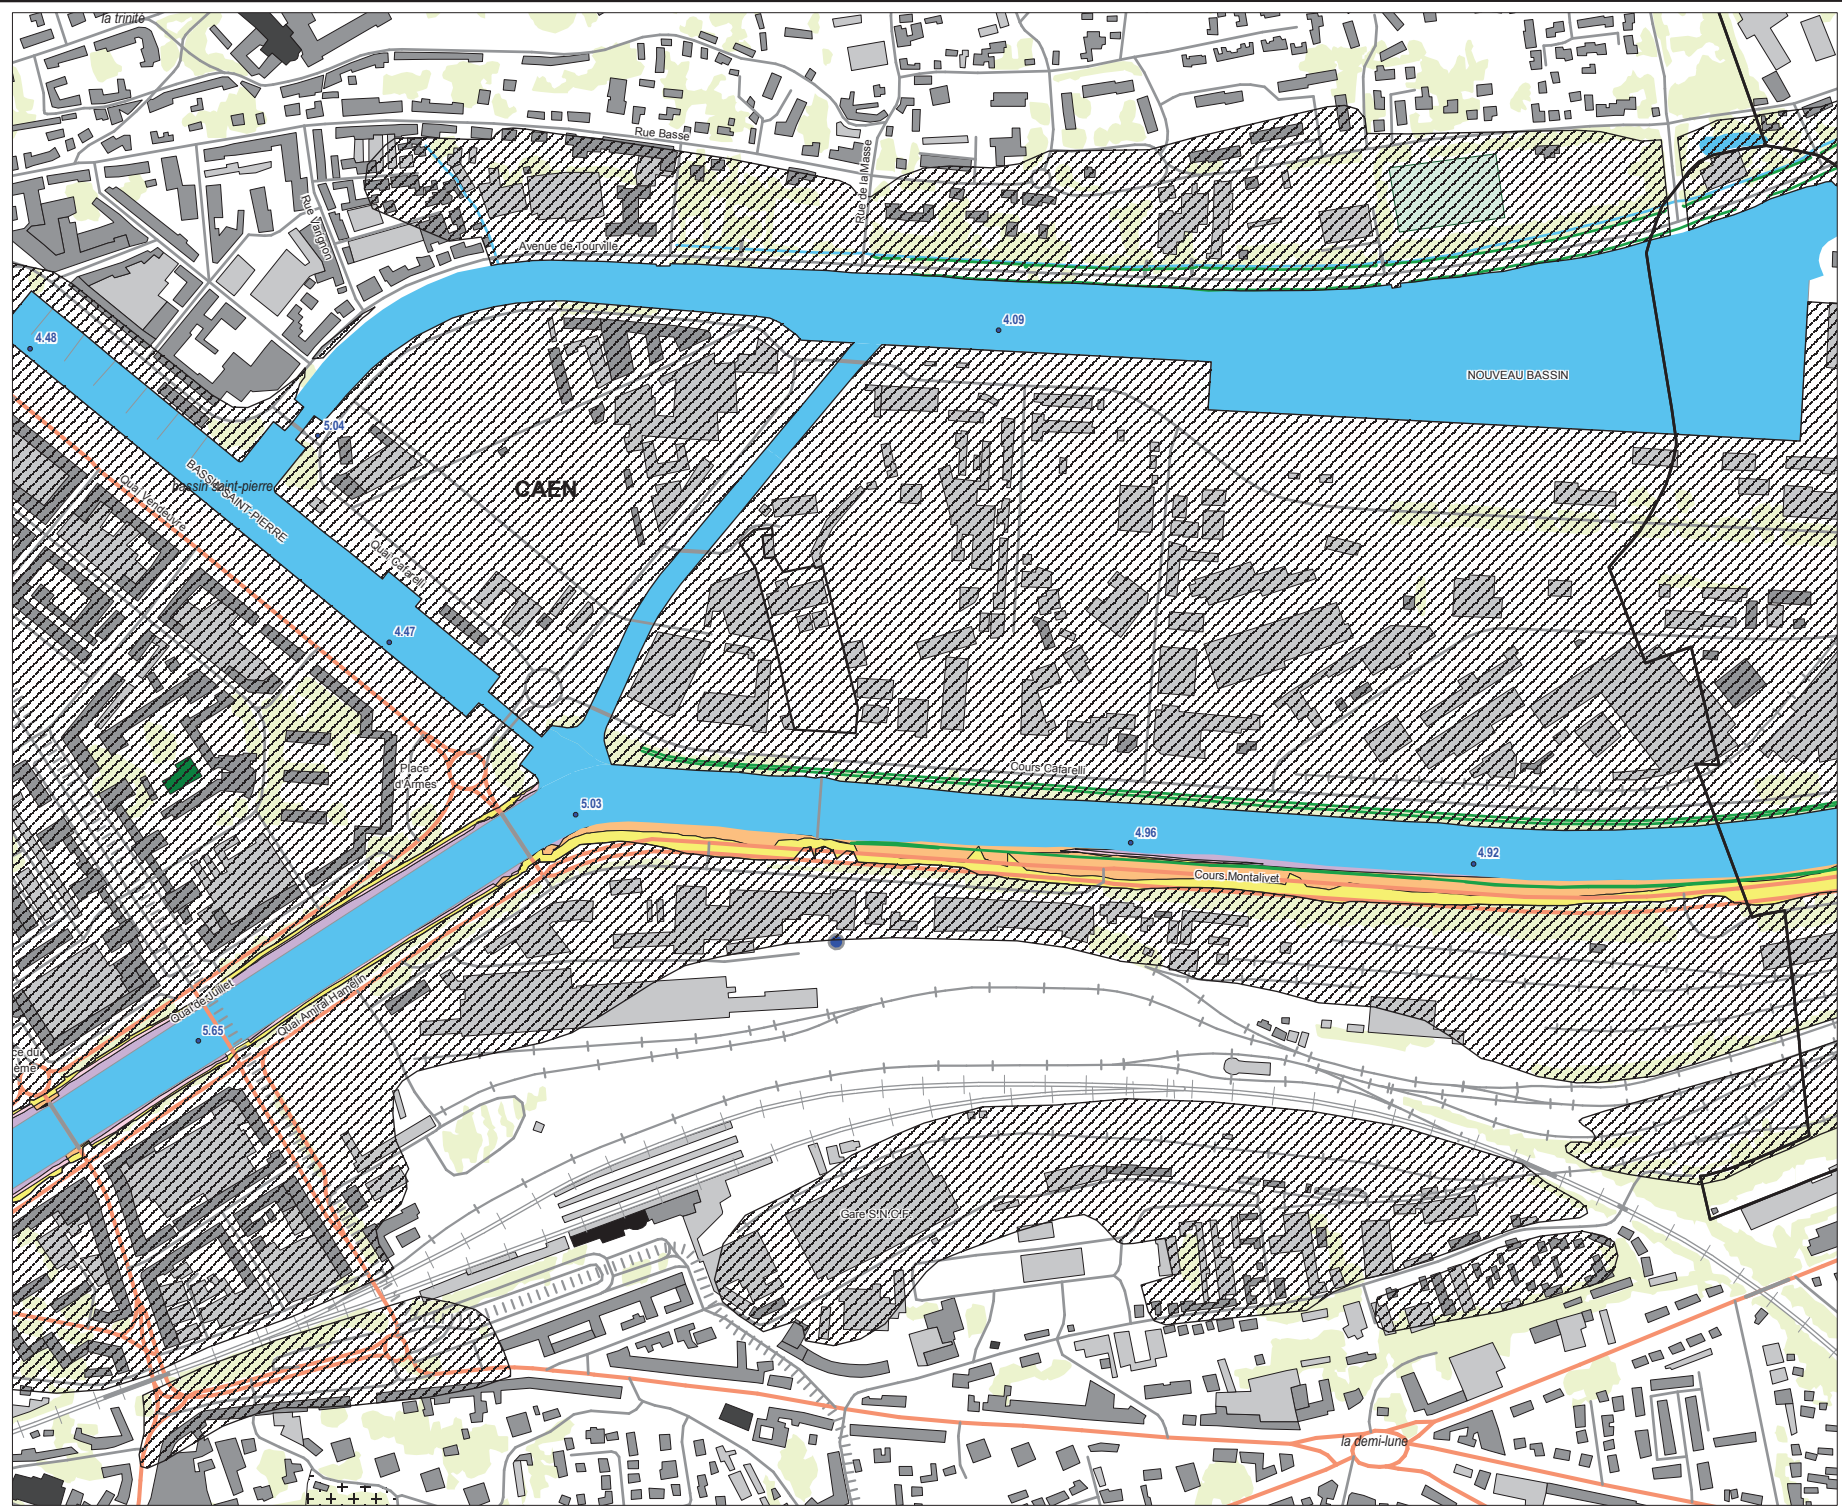 la trinité
Rue Basse
Rue de la Masse
Rue Varignon
Avenue de Tourville
4.48
4.09
NOUVEAU BASSIN
5.04
BASSIN SAINT-PIERRE
bassin saint-pierre
CAEN
Quai Vendeuvre
Quai Cafarelli
4.47
Place
d'Armes
Cours Cafarelli
5.03
4.96
4.92
Cours Montalivet
Quai de Juillet
Quai Amiral Hamelin
5.65
ce du
ème
Gare S.N.C.F.
la demi-lune